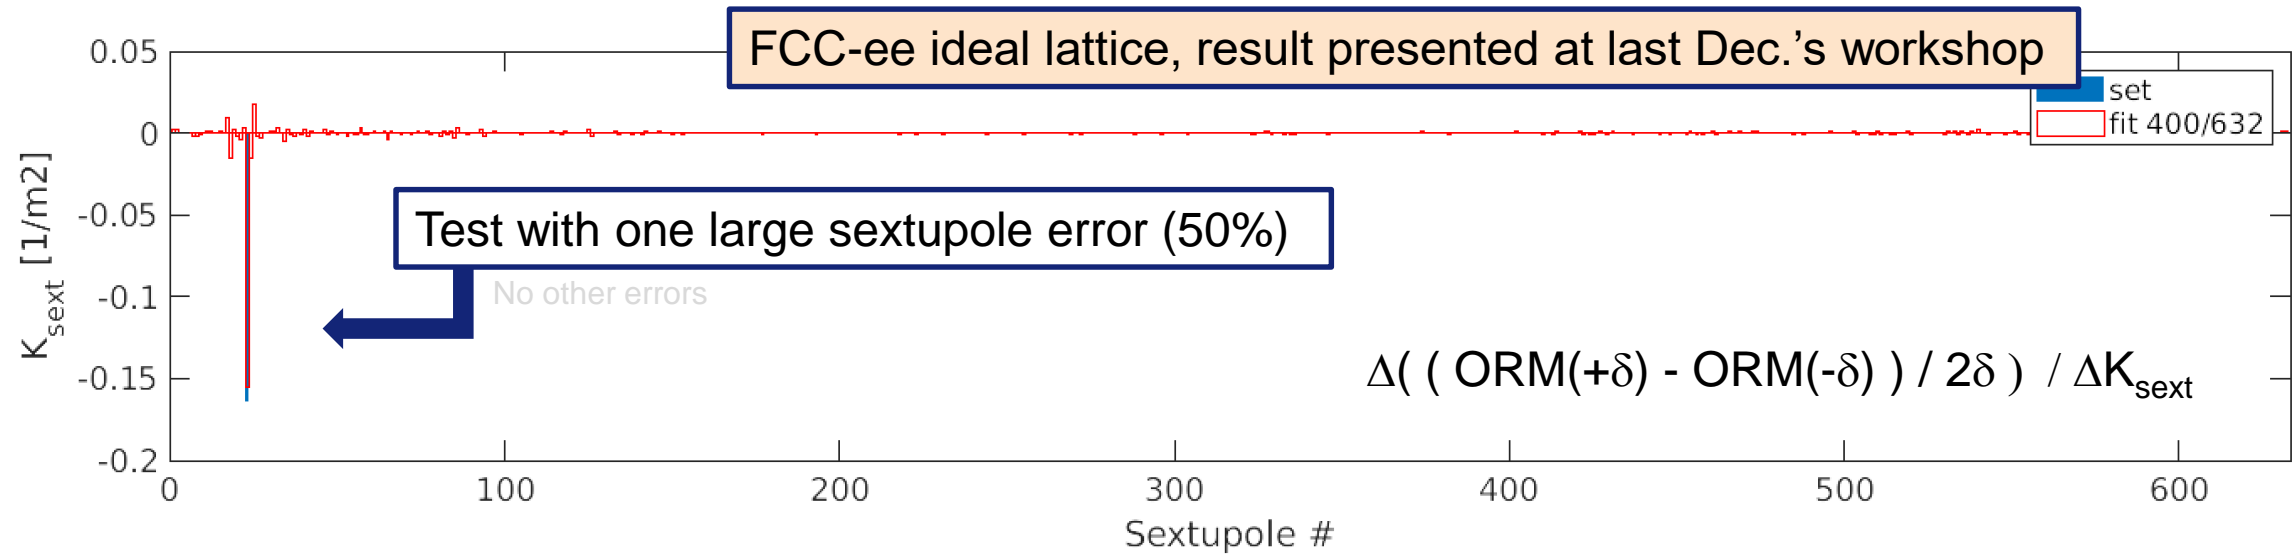 FCC-ee ideal lattice, result presented at last Dec.'s workshop
0.05
0
-0.05
-0.1
-0.15
-0.2
K_sext [1/m2]
set
fit 400/632
Test with one large sextupole error (50%)
No other errors
Δ( ( ORM(+δ) - ORM(-δ) ) / 2δ ) / ΔK_sext
0 100 200 300 400 500 600
Sextupole #